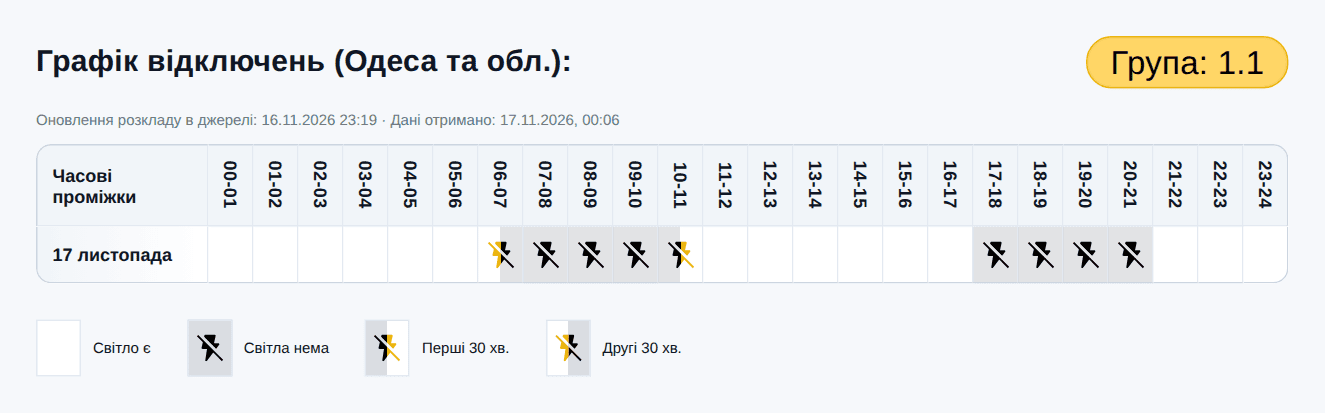 Графік відключень (Одеса та обл.):
Група: 1.1
Оновлення розкладу в джерелі: 16.11.2026 23:19 · Дані отримано: 17.11.2026, 00:06
Часові
проміжки
00-01
01-02
02-03
03-04
04-05
05-06
06-07
07-08
08-09
09-10
10-11
11-12
12-13
13-14
14-15
15-16
16-17
17-18
18-19
19-20
20-21
21-22
22-23
23-24
17 листопада
Світло є
Світла нема
Перші 30 хв.
Другі 30 хв.